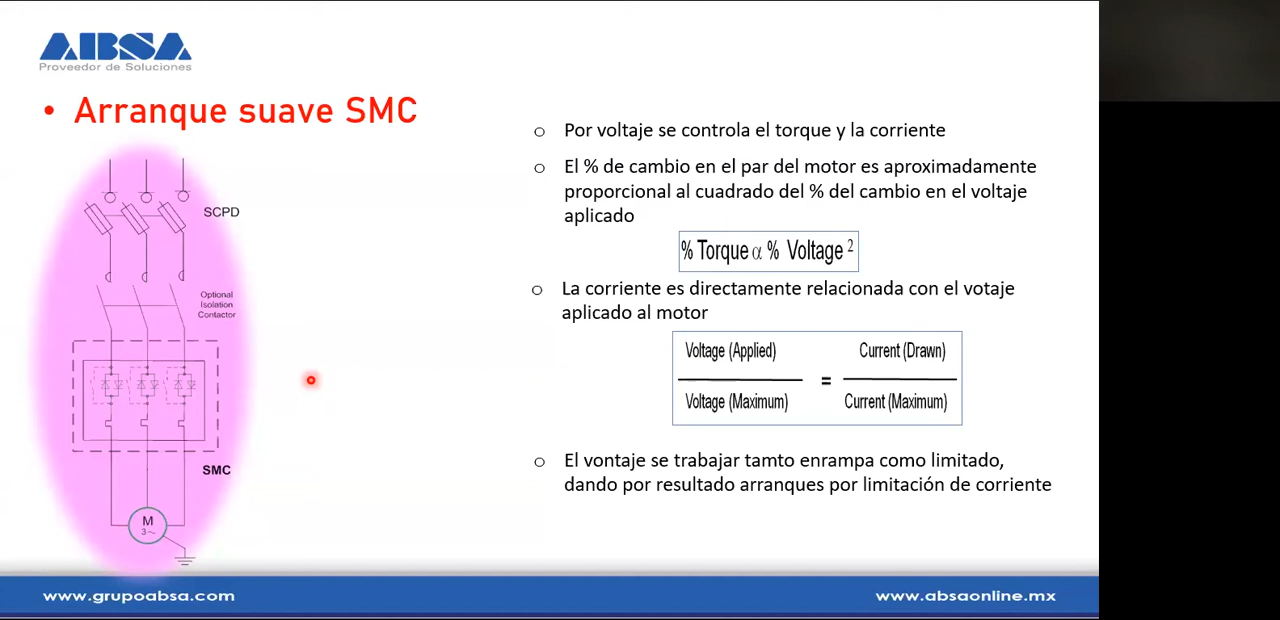 ABSA
Proveedor de Soluciones
• Arranque suave SMC
o Por voltaje se controla el torque y la corriente
o El % de cambio en el par del motor es aproximadamente
proporcional al cuadrado del % del cambio en el voltaje
aplicado
% Torque α % Voltage ²
o La corriente es directamente relacionada con el votaje
aplicado al motor
Voltage (Applied) Current (Drawn)
=
Voltage (Maximum) Current (Maximum)
o El vontaje se trabajar tamto enrampa como limitado,
dando por resultado arranques por limitación de corriente
SCPD
Optional
Isolation
Contactor
SMC
M
3~
www.grupoabsa.com
www.absaonline.mx